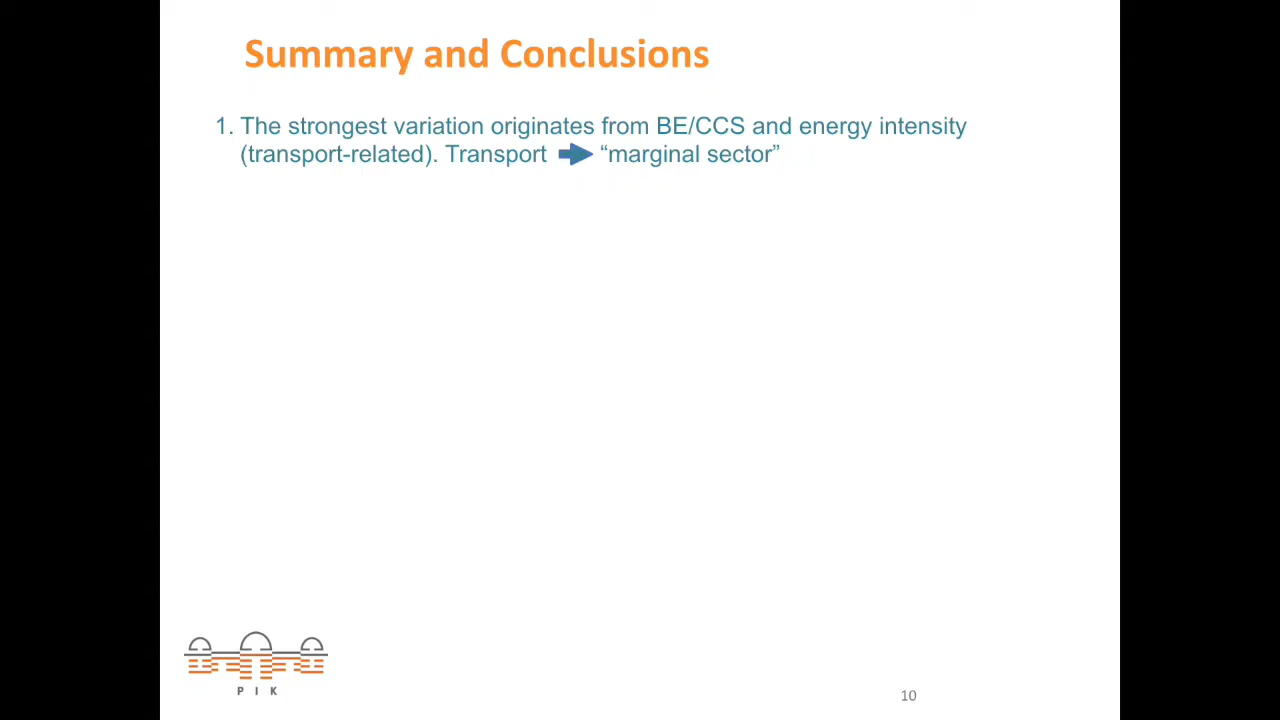 Summary and Conclusions
1. The strongest variation originates from BE/CCS and energy intensity
(transport-related). Transport “marginal sector”
PIK
10